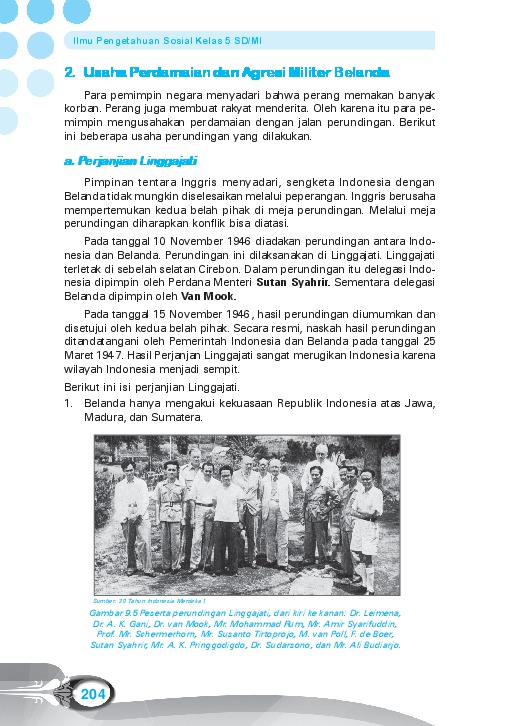 Ilmu Pengetahuan Sosial Kelas 5 SD/MI
2. Usaha Perdamaian dan Agresi Militer Belanda
Para pemimpin negara menyadari bahwa perang memakan banyak
korban. Perang juga membuat rakyat menderita. Oleh karena itu para pe-
mimpin mengusahakan perdamaian dengan jalan perundingan. Berikut
ini beberapa usaha perundingan yang dilakukan.
a. Perjanjian Linggajati
Pimpinan tentara Inggris menyadari, sengketa Indonesia dengan
Belanda tidak mungkin diselesaikan melalui peperangan. Inggris berusaha
mempertemukan kedua belah pihak di meja perundingan. Melalui meja
perundingan diharapkan konflik bisa diatasi.
Pada tanggal 10 November 1946 diadakan perundingan antara Indo-
nesia dan Belanda. Perundingan ini dilaksanakan di Linggajati. Linggajati
terletak di sebelah selatan Cirebon. Dalam perundingan itu delegasi Indo-
nesia dipimpin oleh Perdana Menteri Sutan Syahrir. Sementara delegasi
Belanda dipimpin oleh Van Mook.
Pada tanggal 15 November 1946, hasil perundingan diumumkan dan
disetujui oleh kedua belah pihak. Secara resmi, naskah hasil perundingan
ditandatangani oleh Pemerintah Indonesia dan Belanda pada tanggal 25
Maret 1947. Hasil Perjanjan Linggajati sangat merugikan Indonesia karena
wilayah Indonesia menjadi sempit.
Berikut ini isi perjanjian Linggajati.
1. Belanda hanya mengakui kekuasaan Republik Indonesia atas Jawa,
Madura, dan Sumatera.
Sumber: 30 Tahun Indonesia Merdeka I
Gambar 9.5 Peserta perundingan Linggajati, dari kiri ke kanan: Dr. Leimena,
Dr. A. K. Gani, Dr. van Mook, Mr. Mohammad Rum, Mr. Amir Syarifuddin,
Prof. Mr. Schermerhorn, Mr. Susanto Tirtoprojo, M. van Poll, F. de Boer,
Sutan Syahrir, Mr. A. K. Pringgodigdo, Dr. Sudarsono, dan Mr. Ali Budiarjo.
204